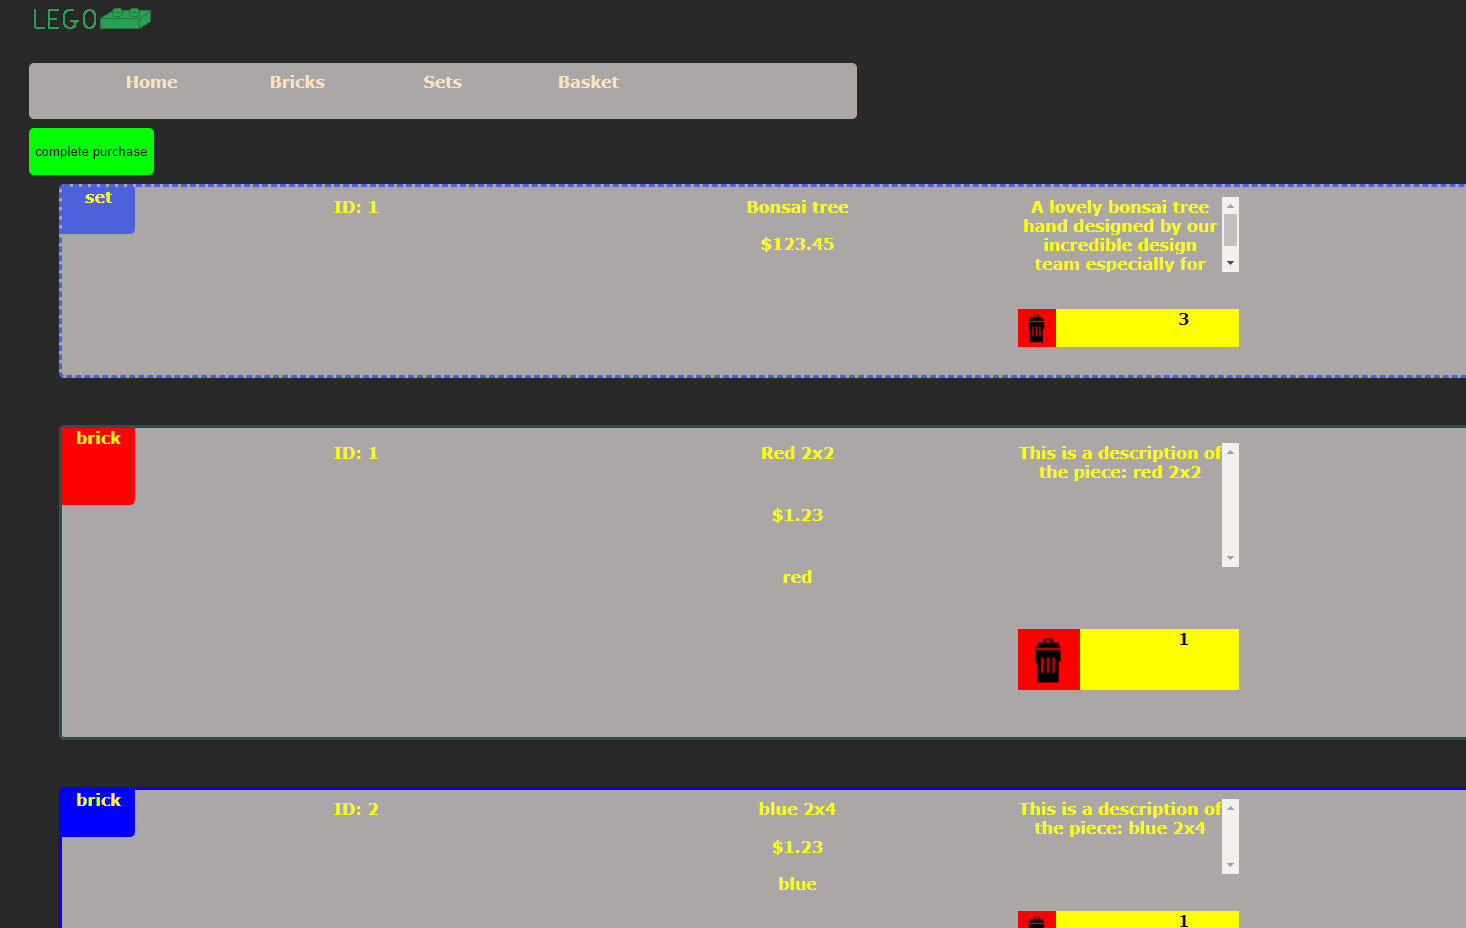 LEGO
Home Bricks Sets Basket
complete purchase
set
ID: 1
Bonsai tree
$123.45
A lovely bonsai tree
hand designed by our
incredible design
team especially for
3
brick
ID: 1
Red 2x2
$1.23
red
This is a description of
the piece: red 2x2
1
brick
ID: 2
blue 2x4
$1.23
blue
This is a description of
the piece: blue 2x4
1